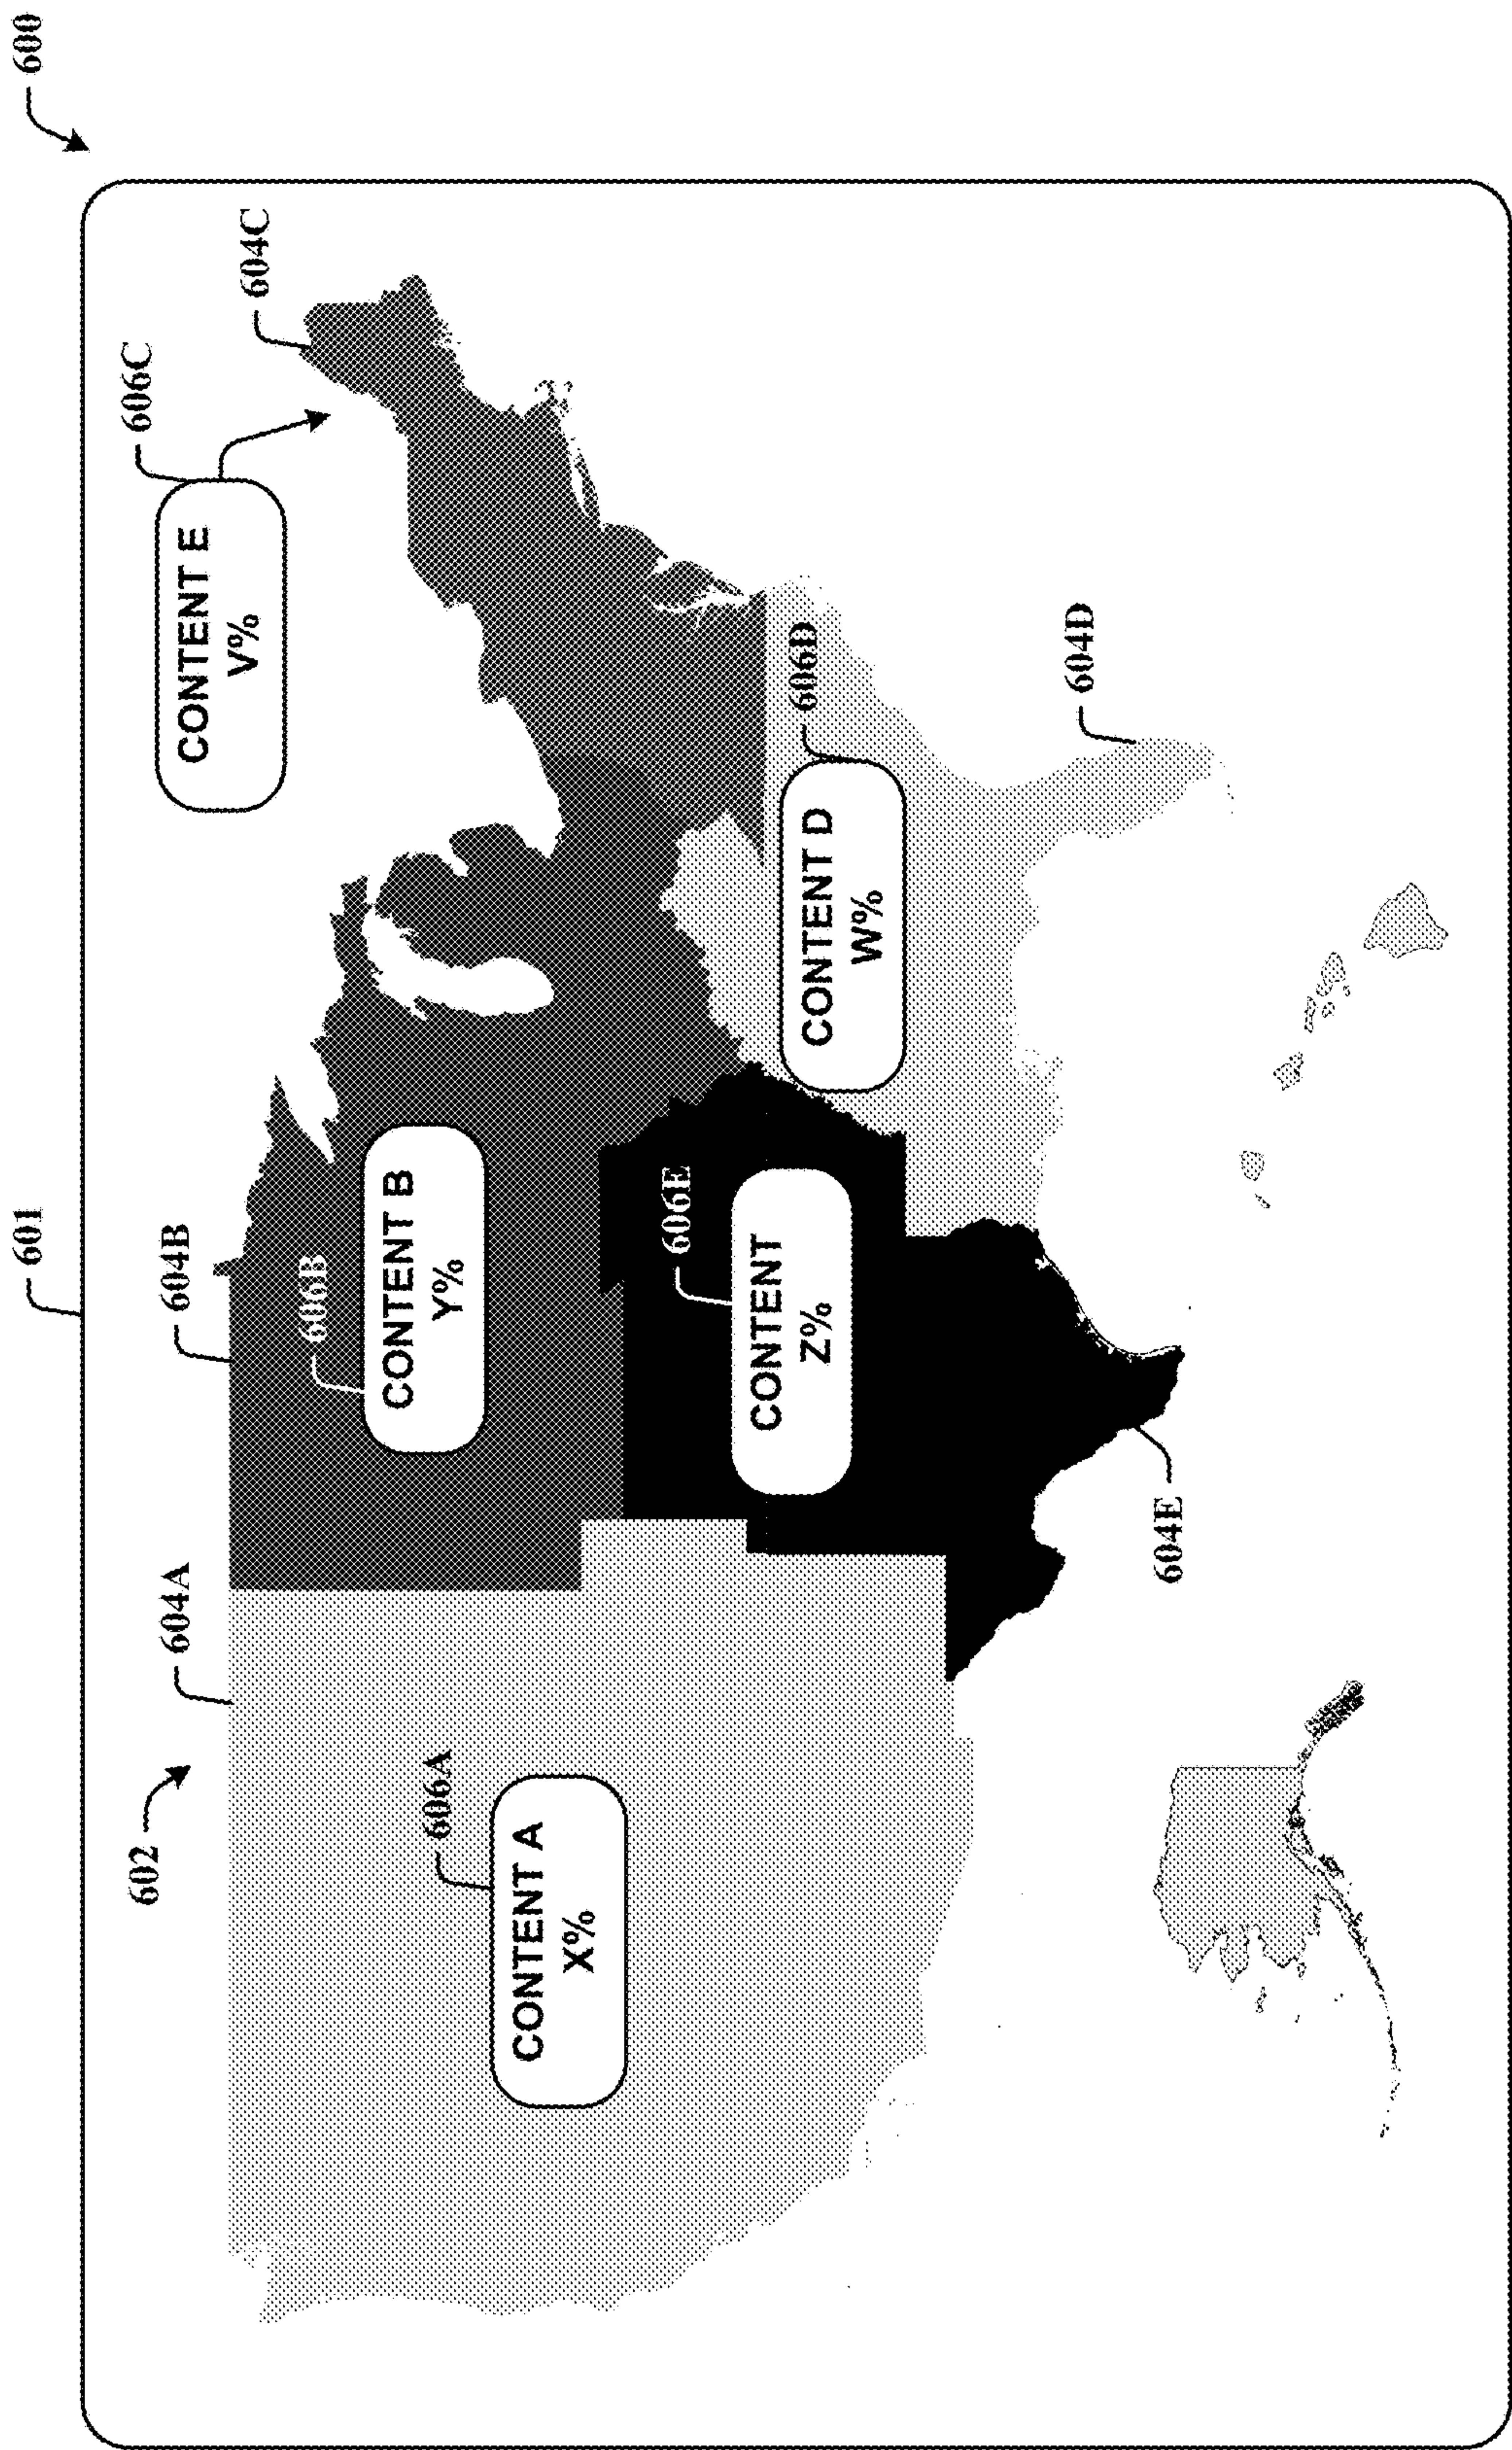 600
601
602
604A
604B
604C
606C
CONTENT E
V%
606B
CONTENT B
Y%
606A
CONTENT A
X%
606E
CONTENT
Z%
606D
CONTENT D
W%
604D
604E